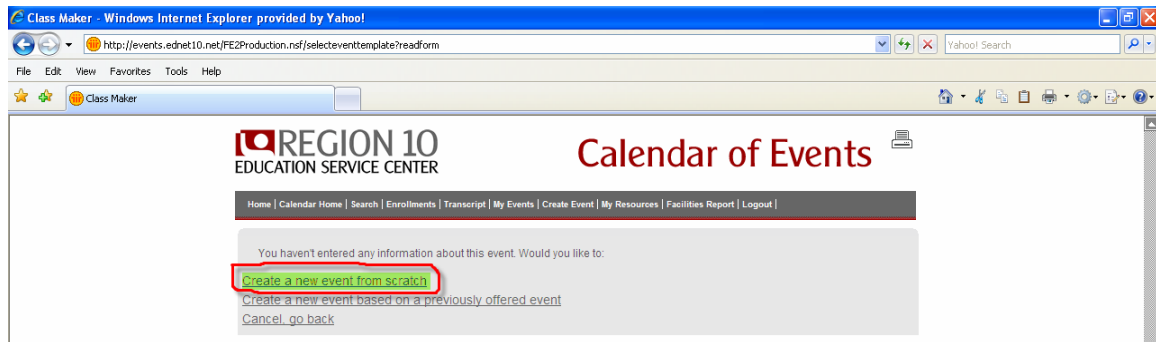 Class Maker - Windows Internet Explorer provided by Yahoo!
http://events.ednet10.net/FE2Production.nsf/selecteventtemplate?readform
Yahoo! Search
File Edit View Favorites Tools Help
Class Maker
REGION 10
EDUCATION SERVICE CENTER
Calendar of Events
Home | Calendar Home | Search | Enrollments | Transcript | My Events | Create Event | My Resources | Facilities Report | Logout |
You haven't entered any information about this event. Would you like to:
Create a new event from scratch
Create a new event based on a previously offered event
Cancel, go back